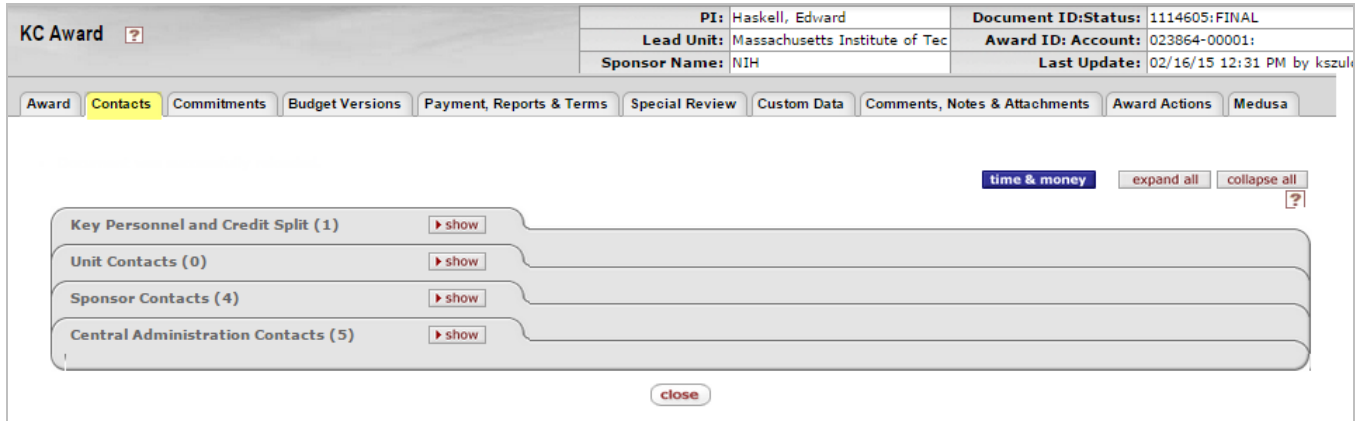 KC Award ?
PI: Haskell, Edward Document ID:Status: 1114605:FINAL
Lead Unit: Massachusetts Institute of Tec Award ID: Account: 023864-00001:
Sponsor Name: NIH Last Update: 02/16/15 12:31 PM by kszul
Award Contacts Commitments Budget Versions Payment, Reports & Terms Special Review Custom Data Comments, Notes & Attachments Award Actions Medusa
time & money expand all collapse all
?
Key Personnel and Credit Split (1) show
Unit Contacts (0) show
Sponsor Contacts (4) show
Central Administration Contacts (5) show
close